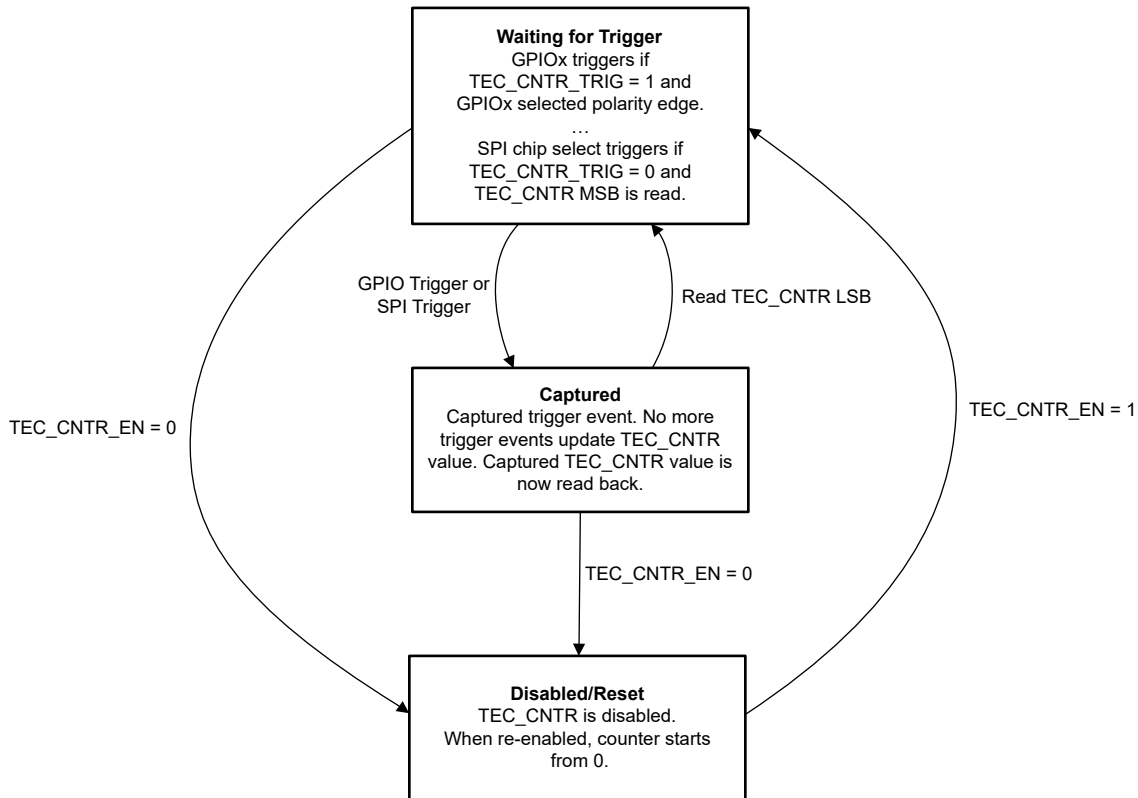 Waiting for Trigger
GPIOx triggers if
TEC_CNTR_TRIG = 1 and
GPIOx selected polarity edge.
…
SPI chip select triggers if
TEC_CNTR_TRIG = 0 and
TEC_CNTR MSB is read.
GPIO Trigger or
SPI Trigger
Read TEC_CNTR LSB
Captured
Captured trigger event. No more
trigger events update TEC_CNTR
value. Captured TEC_CNTR value is
now read back.
TEC_CNTR_EN = 0
TEC_CNTR_EN = 1
TEC_CNTR_EN = 0
Disabled/Reset
TEC_CNTR is disabled.
When re-enabled, counter starts
from 0.